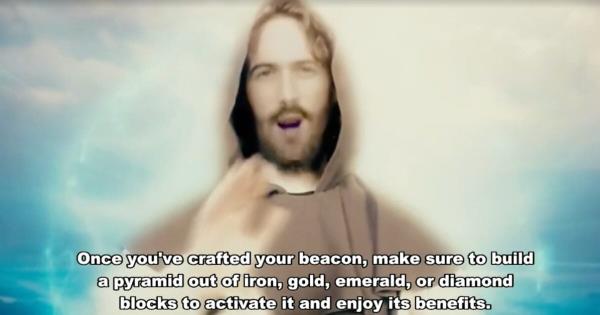 Once you've crafted your beacon, make sure to build
a pyramid out of iron, gold, emerald, or diamond
blocks to activate it and enjoy its benefits.